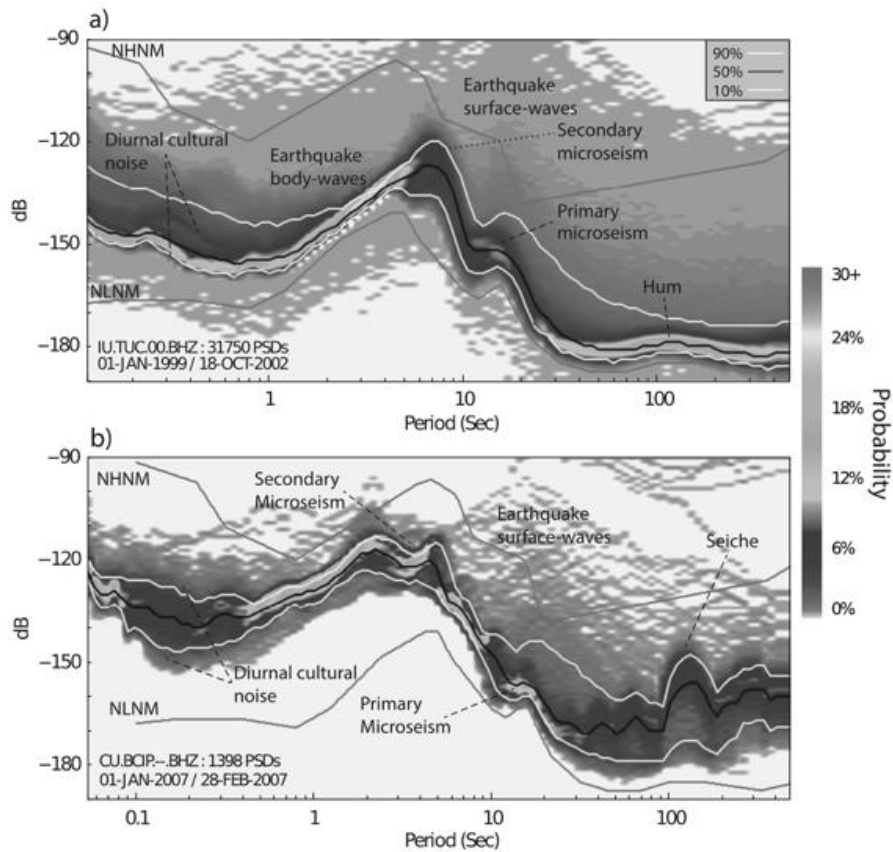 a)
-90
NHNM
90%
50%
10%
Earthquake
surface-waves
-120
Diurnal cultural
noise
Earthquake
body-waves
Secondary
microseism
dB
-150
Primary
microseism
Hum
NLNM
-180
IU.TUC.00.BHZ : 31750 PSDs
01-JAN-1999 / 18-OCT-2002
1
10
100
Period (Sec)
b)
-90
NHNM
Secondary
Microseism
Earthquake
surface-waves
Seiche
-120
dB
-150
Diurnal cultural
noise
NLNM
Primary
Microseism
-180
CU.BCIP.--.BHZ : 1398 PSDs
01-JAN-2007 / 28-FEB-2007
0.1
1
10
100
Period (Sec)
30+
24%
18%
12%
6%
0%
Probability